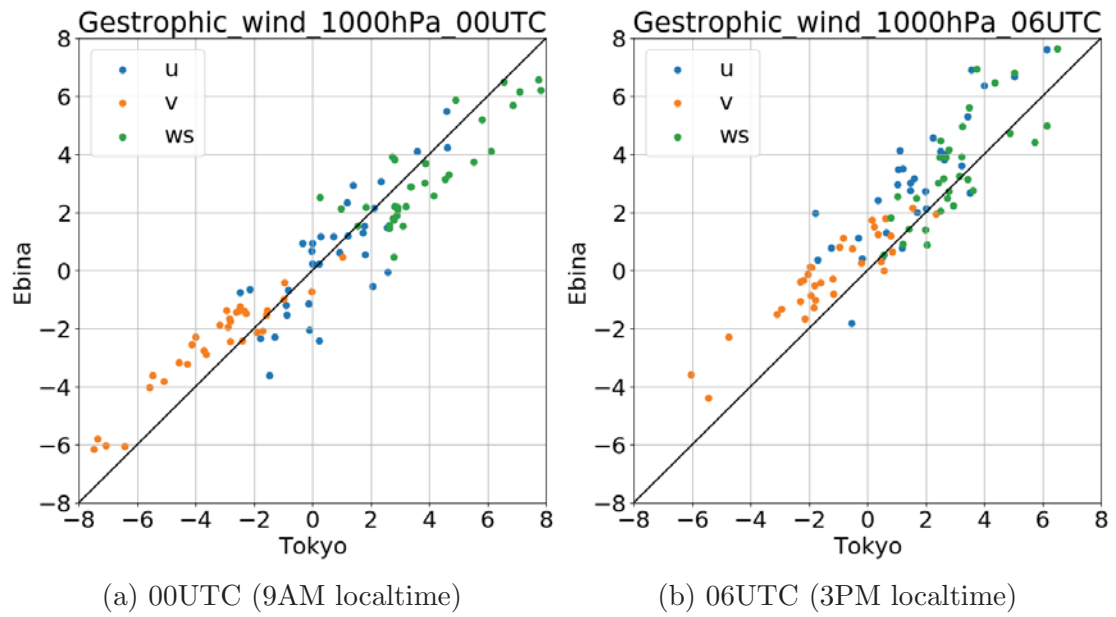 Gestrophic_wind_1000hPa_00UTC
8
6
4
2
0
−2
−4
−6
−8
Ebina
u
v
ws
−8 −6 −4 −2 0 2 4 6 8
Tokyo
(a) 00UTC (9AM localtime)
Gestrophic_wind_1000hPa_06UTC
8
6
4
2
0
−2
−4
−6
−8
Ebina
u
v
ws
−8 −6 −4 −2 0 2 4 6 8
Tokyo
(b) 06UTC (3PM localtime)